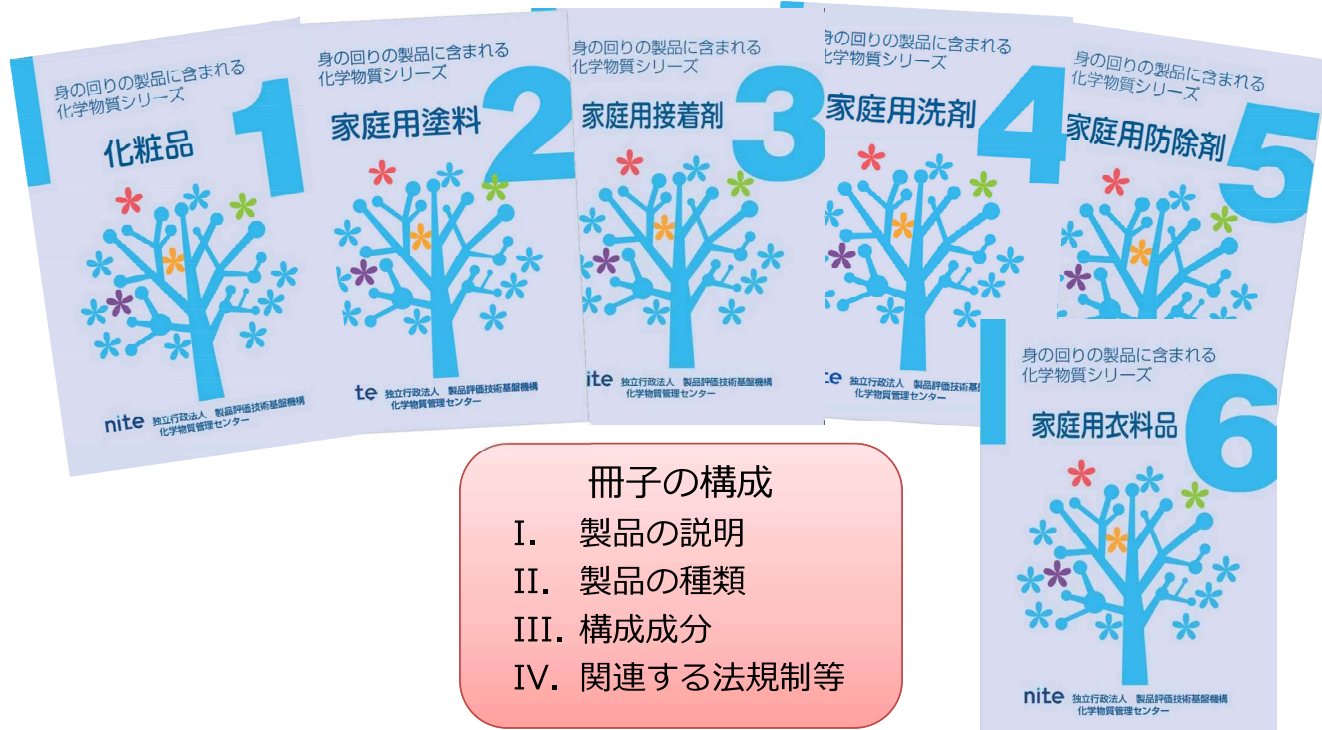 身の回りの製品に含まれる
化学物質シリーズ
1
化粧品
nite 独立行政法人 製品評価技術基盤機構
化学物質管理センター
身の回りの製品に含まれる
化学物質シリーズ
2
家庭用塗料
te 独立行政法人 製品評価技術基盤機構
化学物質管理センター
身の回りの製品に含まれる
化学物質シリーズ
3
家庭用接着剤
ite 独立行政法人 製品評価技術基盤機構
化学物質管理センター
身の回りの製品に含まれる
化学物質シリーズ
4
家庭用洗剤
te 独立行政法人 製品評価技術基
化学物質管理センター
身の回りの製品に含まれる
化学物質シリーズ
5
家庭用防除剤
身の回りの製品に含まれる
化学物質シリーズ
6
家庭用衣料品
nite 独立行政法人 製品評価技術基盤機構
化学物質管理センター
冊子の構成
I. 製品の説明
II. 製品の種類
III. 構成成分
IV. 関連する法規制等